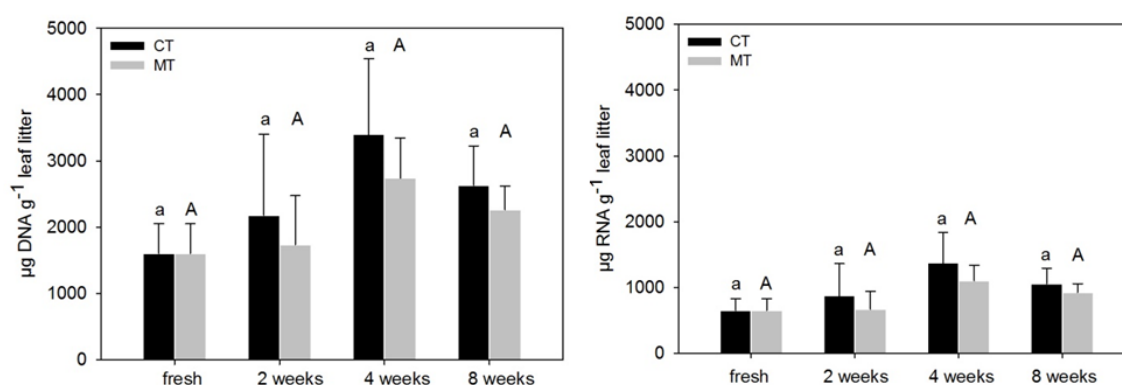 5000
4000
3000
2000
1000
0
µg DNA g⁻¹ leaf litter
CT
MT
a A
a A
a A
a A
fresh 2 weeks 4 weeks 8 weeks
5000
4000
3000
2000
1000
0
µg RNA g⁻¹ leaf litter
CT
MT
a A
a A
a A
a A
fresh 2 weeks 4 weeks 8 weeks